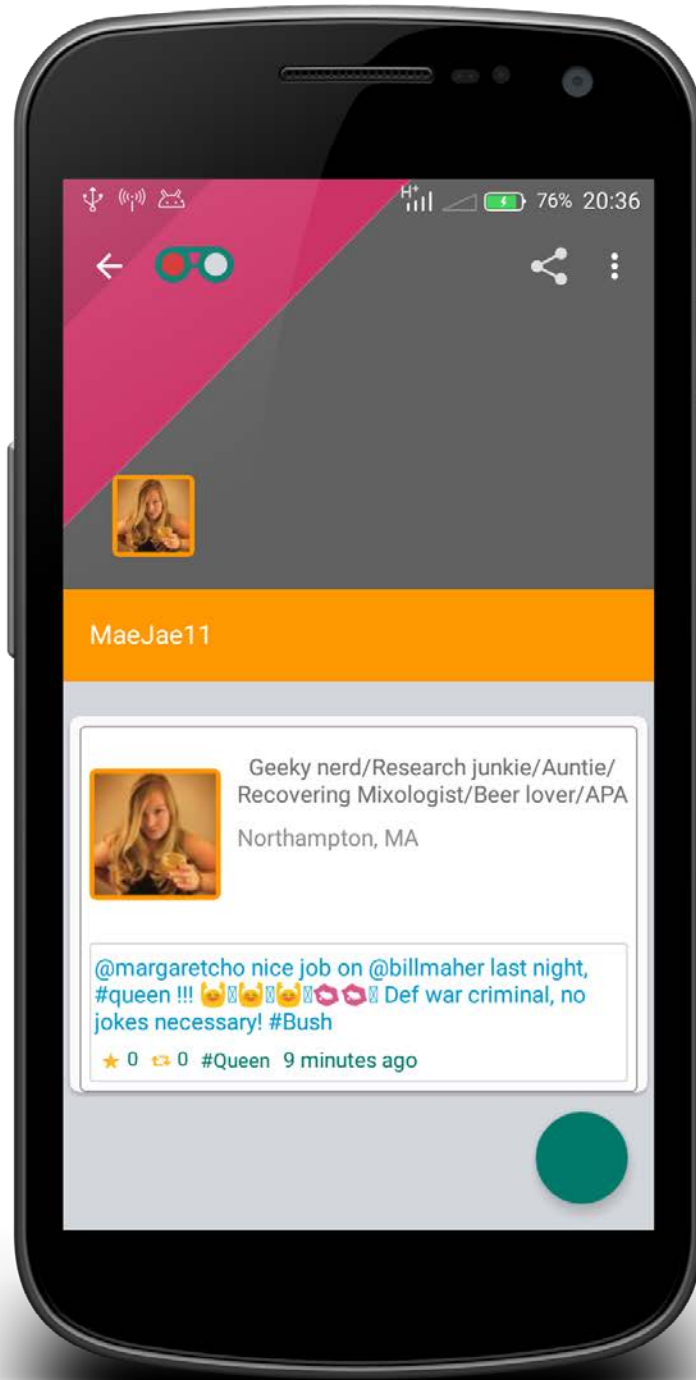 H+ 76% 20:36
MaeJae11
Geeky nerd/Research junkie/Auntie/
Recovering Mixologist/Beer lover/APA
Northampton, MA
@margaretcho nice job on @billmaher last night,
#queen !!! 🙌🙌🙌💋💋 Def war criminal, no
jokes necessary! #Bush
0 0 #Queen 9 minutes ago